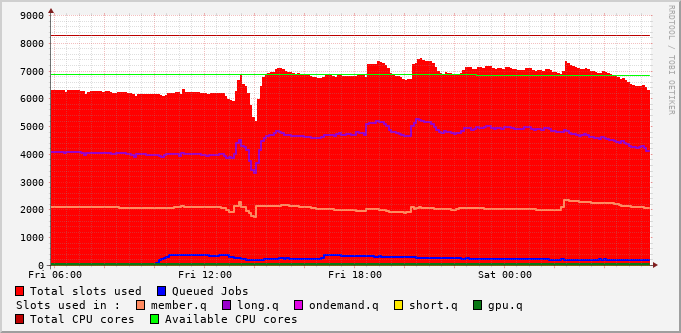 9000
8000
7000
6000
5000
4000
3000
2000
1000
0
Fri 06:00 Fri 12:00 Fri 18:00 Sat 00:00
RRDTOOL / TOBI OETIKER
Total slots used Queued Jobs
Slots used in : member.q long.q ondemand.q short.q gpu.q
Total CPU cores Available CPU cores